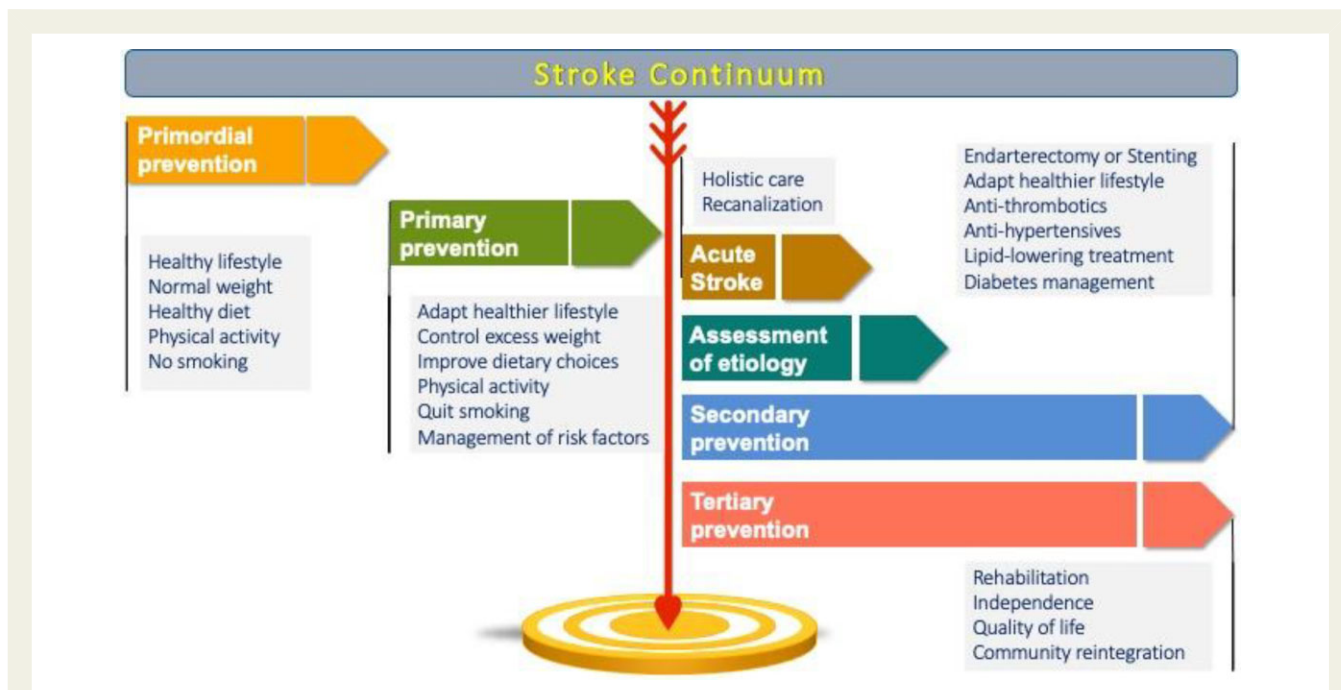 Stroke Continuum
Primordial
prevention
Healthy lifestyle
Normal weight
Healthy diet
Physical activity
No smoking
Primary
prevention
Adapt healthier lifestyle
Control excess weight
Improve dietary choices
Physical activity
Quit smoking
Management of risk factors
Holistic care
Recanalization
Acute
Stroke
Assessment
of etiology
Endarterectomy or Stenting
Adapt healthier lifestyle
Anti-thrombotics
Anti-hypertensives
Lipid-lowering treatment
Diabetes management
Secondary
prevention
Tertiary
prevention
Rehabilitation
Independence
Quality of life
Community reintegration